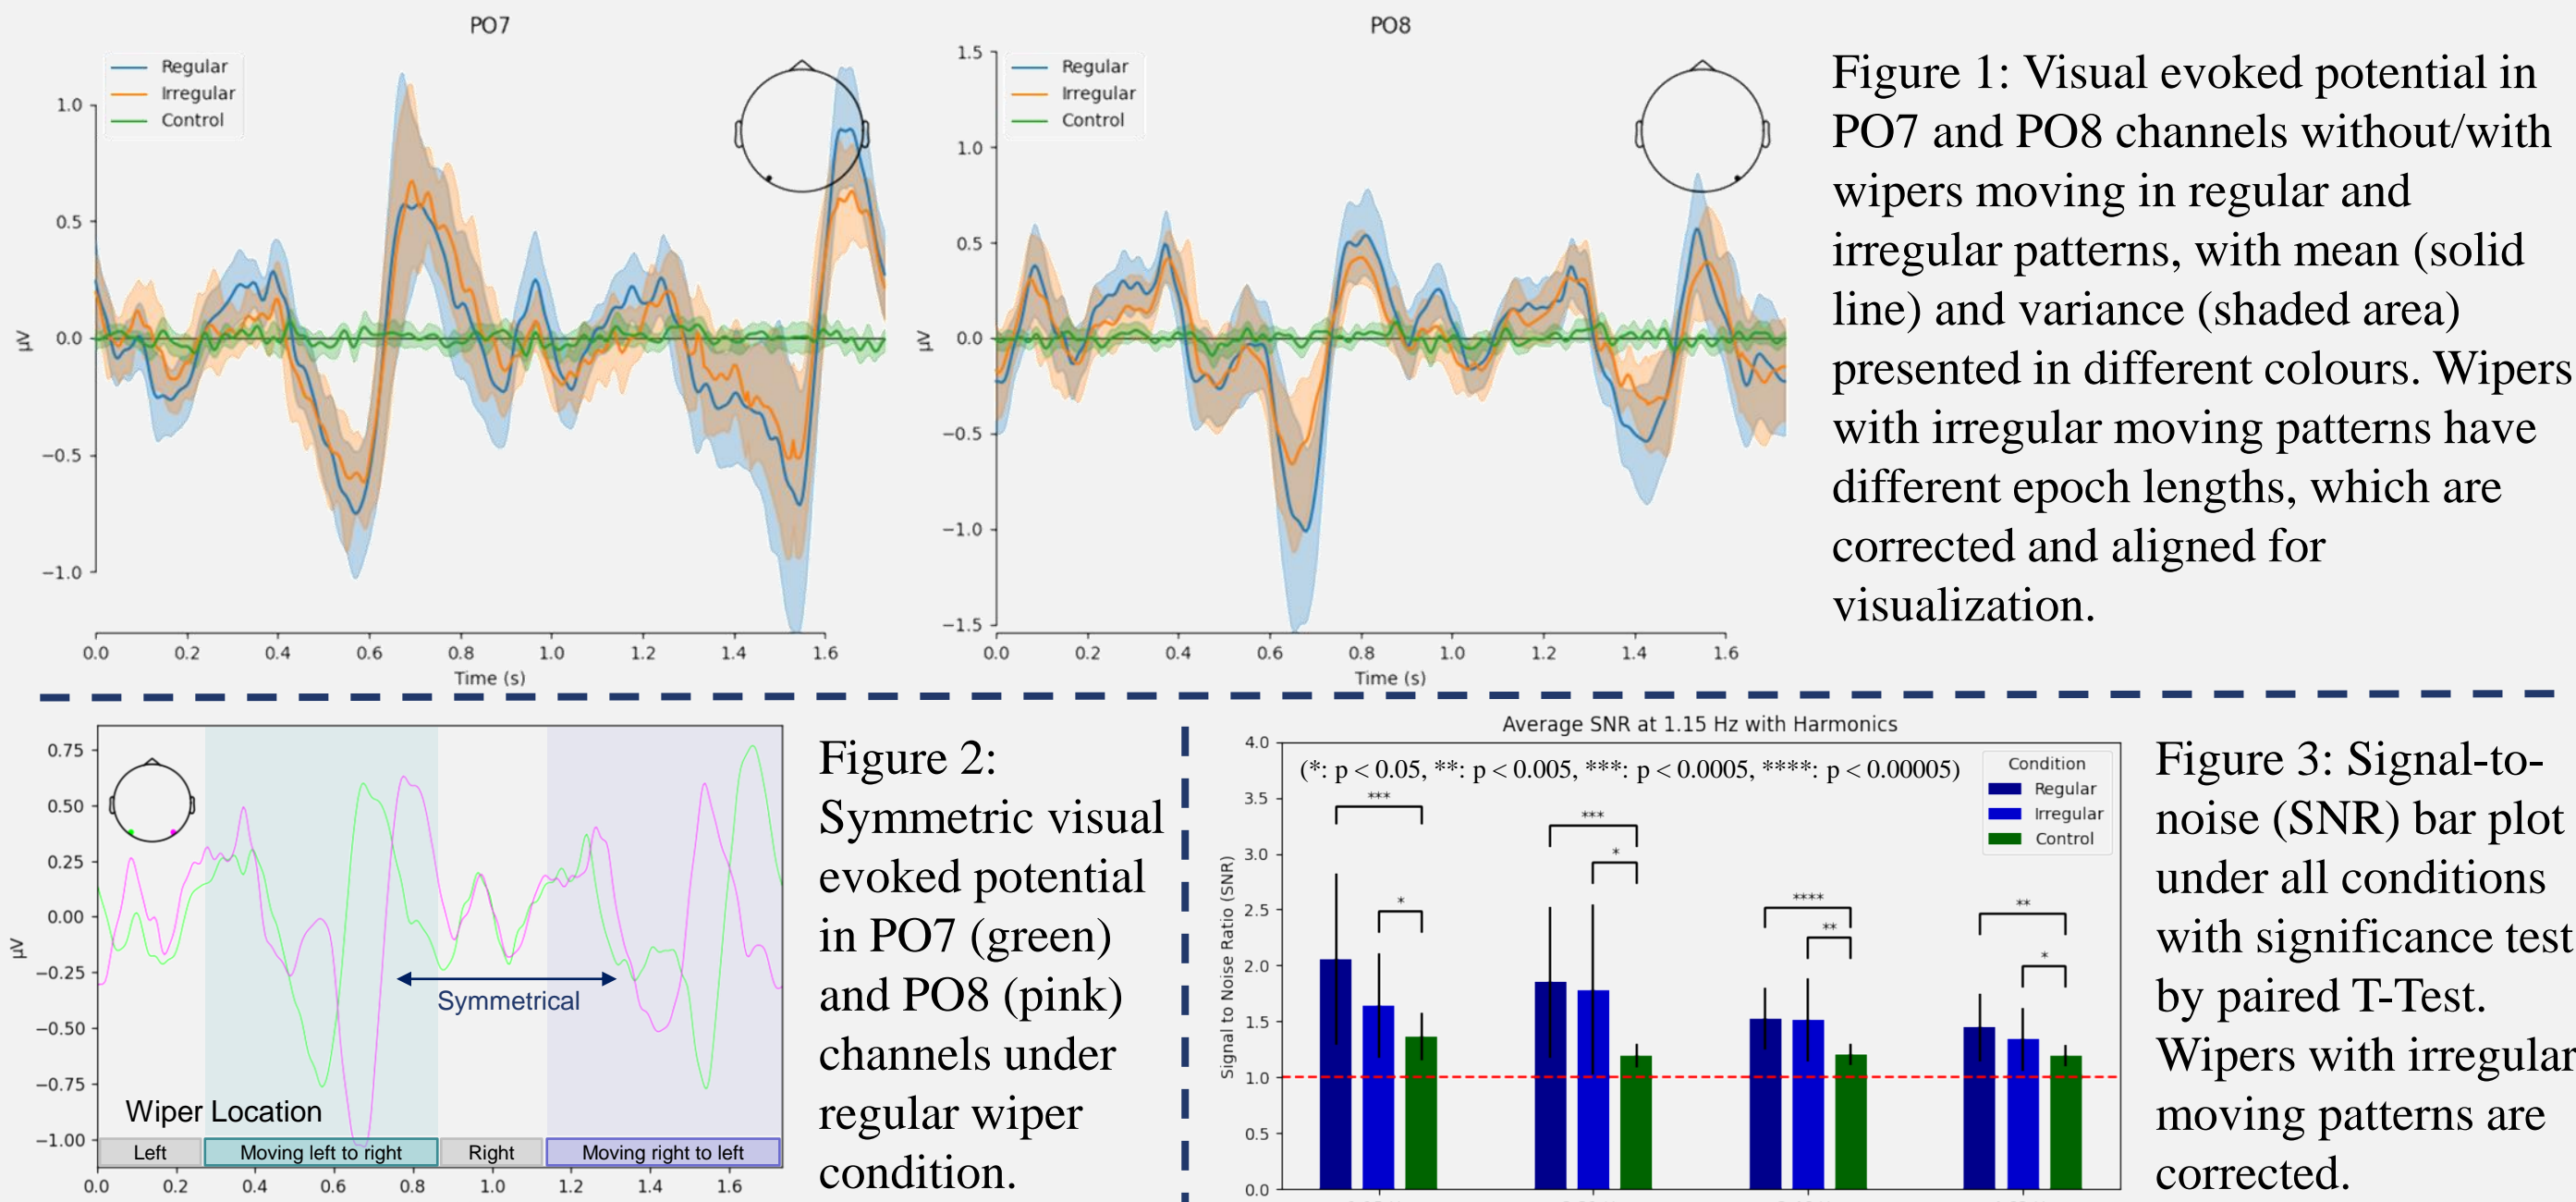 PO7
Regular
Irregular
Control
1.0
0.5
0.0
−0.5
−1.0
µV
0.0 0.2 0.4 0.6 0.8 1.0 1.2 1.4 1.6
Time (s)
PO8
Regular
Irregular
Control
1.5
1.0
0.5
0.0
−0.5
−1.0
−1.5
µV
0.0 0.2 0.4 0.6 0.8 1.0 1.2 1.4 1.6
Time (s)
Figure 1: Visual evoked potential in
PO7 and PO8 channels without/with
wipers moving in regular and
irregular patterns, with mean (solid
line) and variance (shaded area)
presented in different colours. Wipers
with irregular moving patterns have
different epoch lengths, which are
corrected and aligned for
visualization.
0.75
0.50
0.25
0.00
−0.25
−0.50
−0.75
−1.00
µV
Symmetrical
Wiper Location
Left Moving left to right Right Moving right to left
0.0 0.2 0.4 0.6 0.8 1.0 1.2 1.4 1.6
Figure 2:
Symmetric visual
evoked potential
in PO7 (green)
and PO8 (pink)
channels under
regular wiper
condition.
Average SNR at 1.15 Hz with Harmonics
(*: p < 0.05, **: p < 0.005, ***: p < 0.0005, ****: p < 0.00005)
Condition
Regular
Irregular
Control
4.0
3.5
3.0
2.5
2.0
1.5
1.0
0.5
0.0
Signal to Noise Ratio (SNR)
***
*
***
*
****
**
**
*
Figure 3: Signal-to-
noise (SNR) bar plot
under all conditions
with significance test
by paired T-Test.
Wipers with irregular
moving patterns are
corrected.